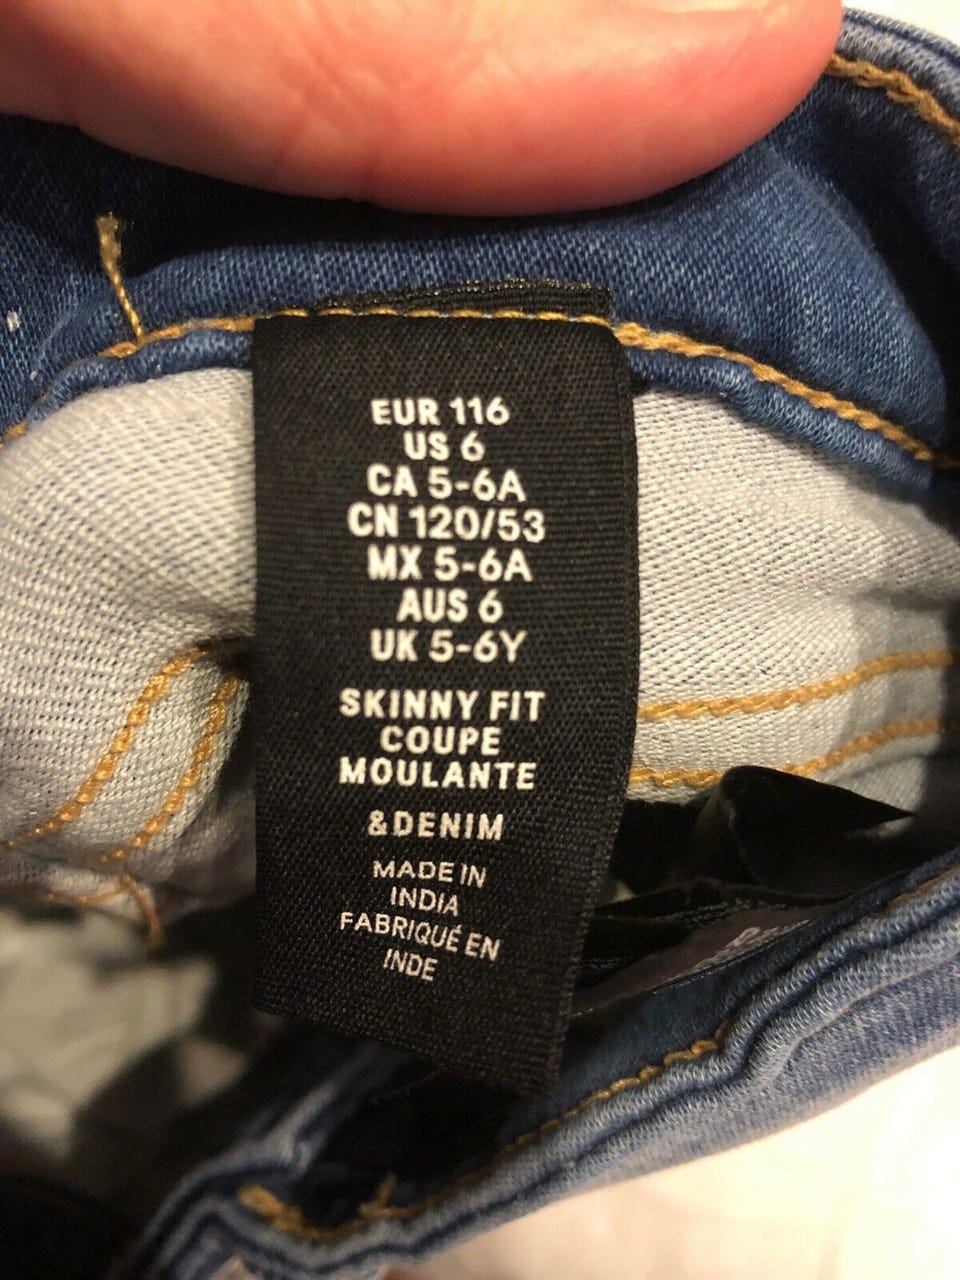 EUR 116
US 6
CA 5-6A
CN 120/53
MX 5-6A
AUS 6
UK 5-6Y
SKINNY FIT
COUPE
MOULANTE
&DENIM
MADE IN
INDIA
FABRIQUÉ EN
INDE